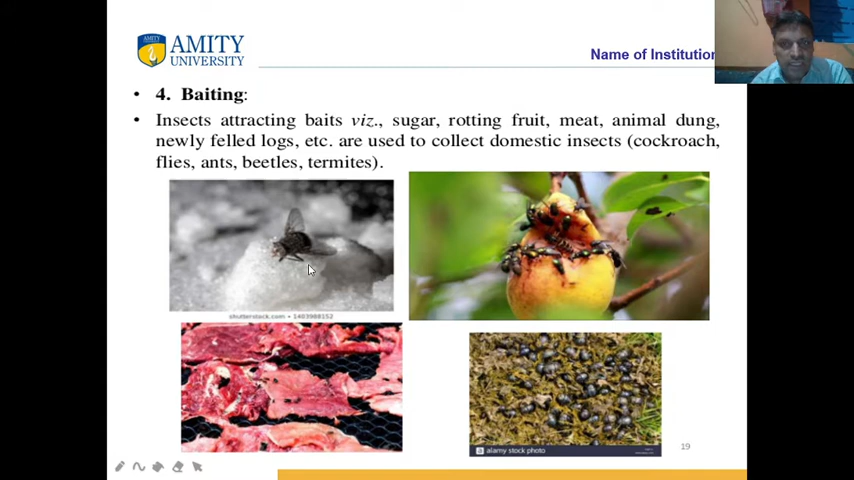 AMITY
AMITY
UNIVERSITY
Name of Institution
• 4. Baiting:
• Insects attracting baits viz., sugar, rotting fruit, meat, animal dung,
newly felled logs, etc. are used to collect domestic insects (cockroach,
flies, ants, beetles, termites).
shutterstock.com • 1403988152
alamy stock photo
19